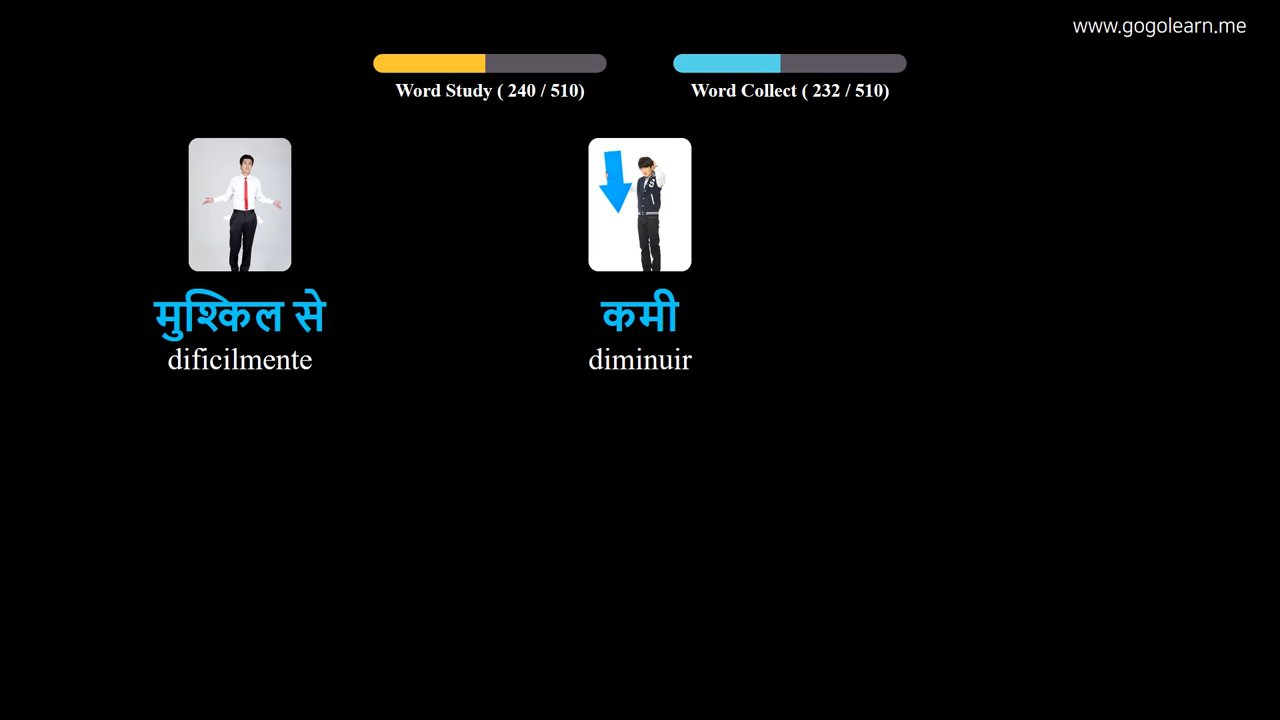 www.gogolearn.me
Word Study ( 240 / 510)
Word Collect ( 232 / 510)
मुश्किल से
dificilmente
कमी
diminuir